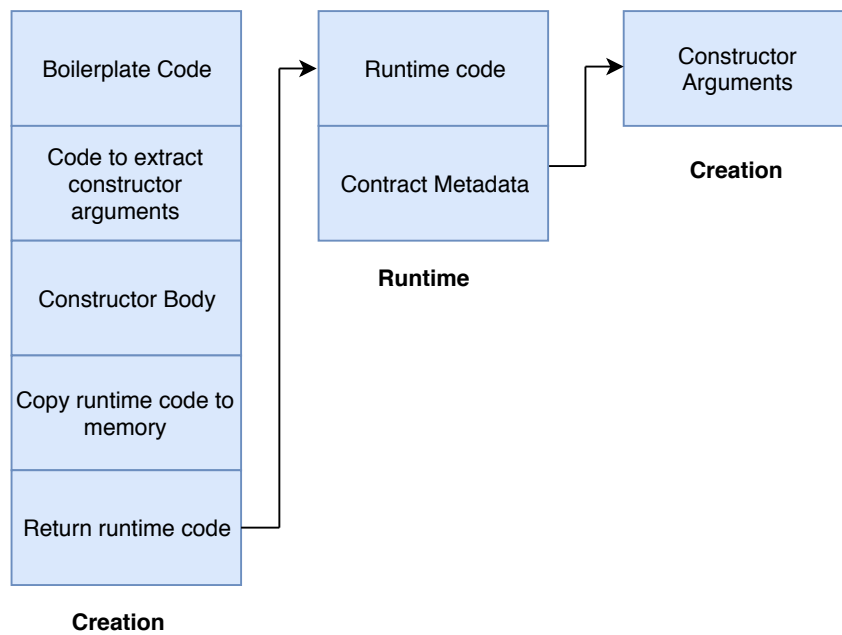 Boilerplate Code
Code to extract
constructor
arguments
Constructor Body
Copy runtime code to
memory
Return runtime code
Creation
Runtime code
Contract Metadata
Runtime
Constructor
Arguments
Creation